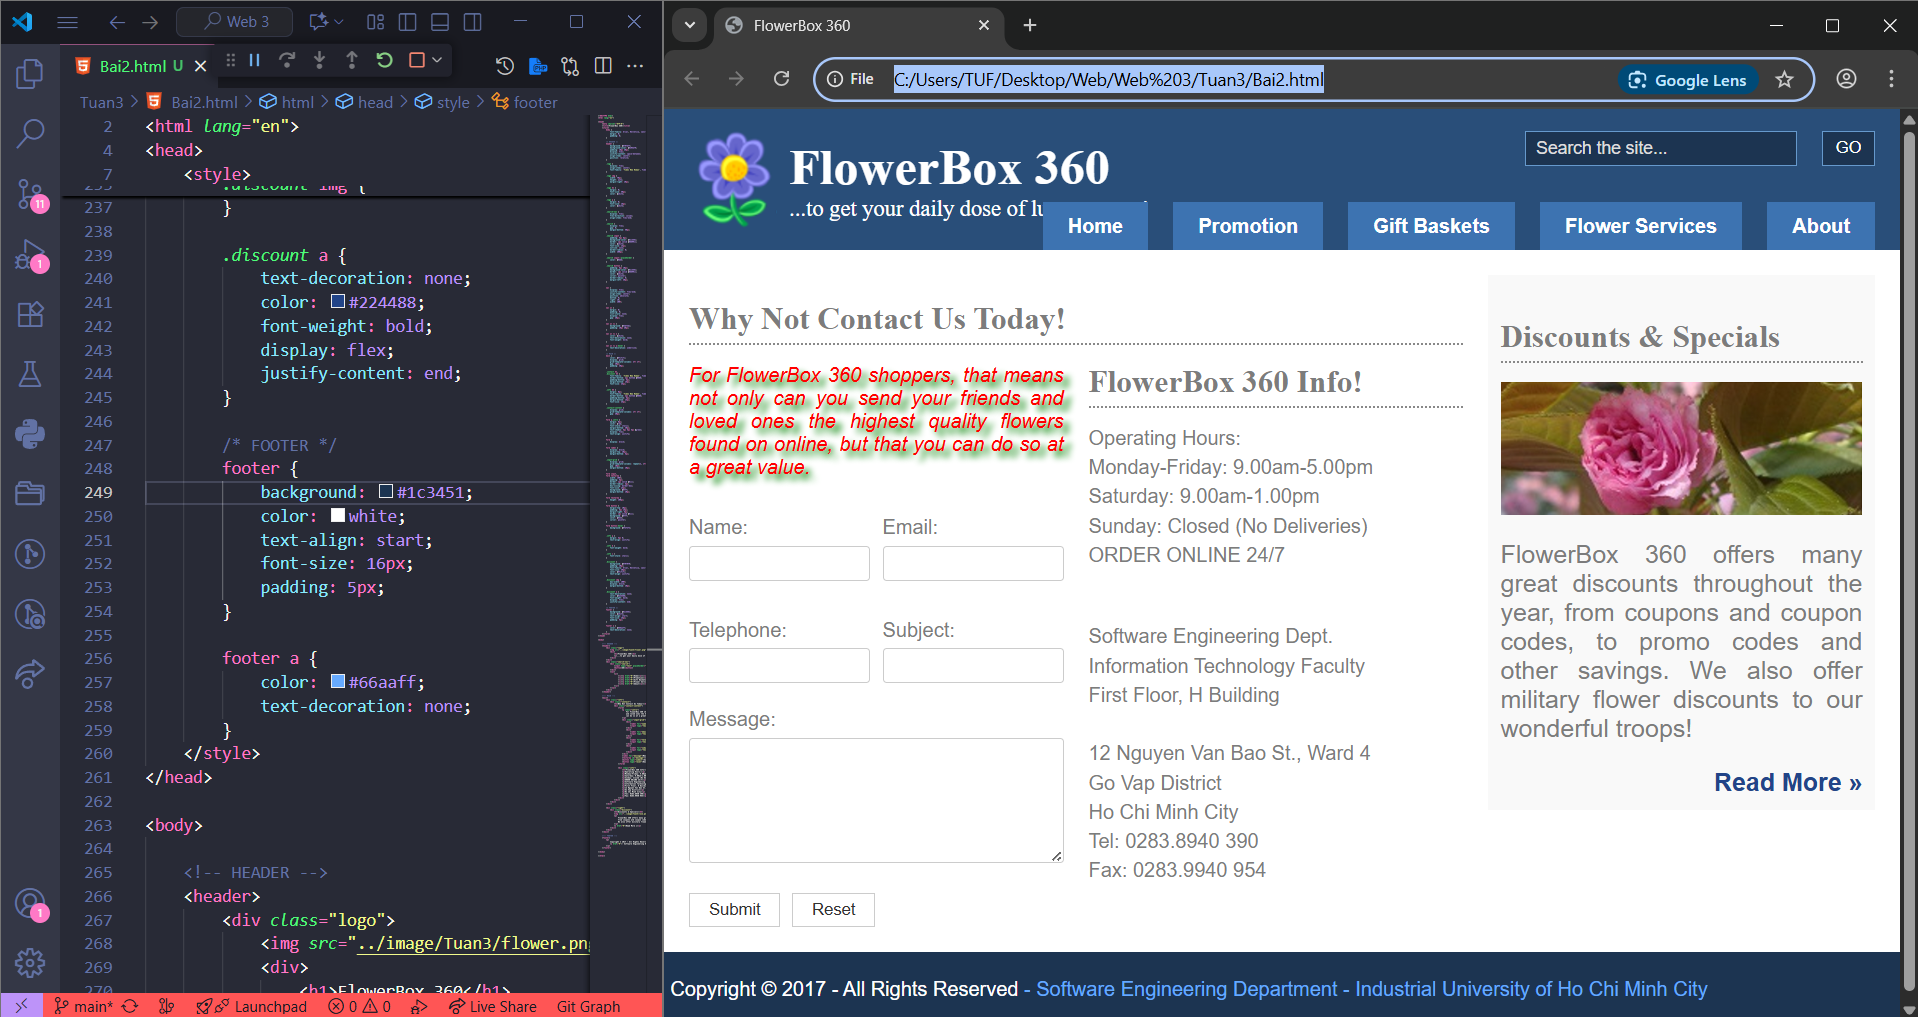 Web 3
Bai2.html U
Tuan3 > Bai2.html > html > head > style > footer
2 <html lang="en">
4 <head>
7 <style>
.discount img {
237 }
238
239 .discount a {
240 text-decoration: none;
241 color: #224488;
242 font-weight: bold;
243 display: flex;
244 justify-content: end;
245 }
246
247 /* FOOTER */
248 footer {
249 background: #1c3451;
250 color: white;
251 text-align: start;
252 font-size: 16px;
253 padding: 5px;
254 }
255
256 footer a {
257 color: #66aaff;
258 text-decoration: none;
259 }
260 </style>
261 </head>
262
263 <body>
264
265 <!-- HEADER -->
266 <header>
267 <div class="logo">
268 <img src="../image/Tuan3/flower.pn
269 <div>
270 <h1>FlowerBox 360</h1>
11
1
1
main* Launchpad 0 0 Live Share Git Graph
FlowerBox 360
File C:/Users/TUF/Desktop/Web/Web%203/Tuan3/Bai2.html Google Lens
FlowerBox 360
...to get your daily dose of lu
Search the site... GO
Home Promotion Gift Baskets Flower Services About
Why Not Contact Us Today!
For FlowerBox 360 shoppers, that means
not only can you send your friends and
loved ones the highest quality flowers
found on online, but that you can do so at
a great value.
Name: Email:
Telephone: Subject:
Message:
Submit Reset
FlowerBox 360 Info!
Operating Hours:
Monday-Friday: 9.00am-5.00pm
Saturday: 9.00am-1.00pm
Sunday: Closed (No Deliveries)
ORDER ONLINE 24/7
Software Engineering Dept.
Information Technology Faculty
First Floor, H Building
12 Nguyen Van Bao St., Ward 4
Go Vap District
Ho Chi Minh City
Tel: 0283.8940 390
Fax: 0283.9940 954
Discounts & Specials
FlowerBox 360 offers many
great discounts throughout the
year, from coupons and coupon
codes, to promo codes and
other savings. We also offer
military flower discounts to our
wonderful troops!
Read More »
Copyright © 2017 - All Rights Reserved - Software Engineering Department - Industrial University of Ho Chi Minh City